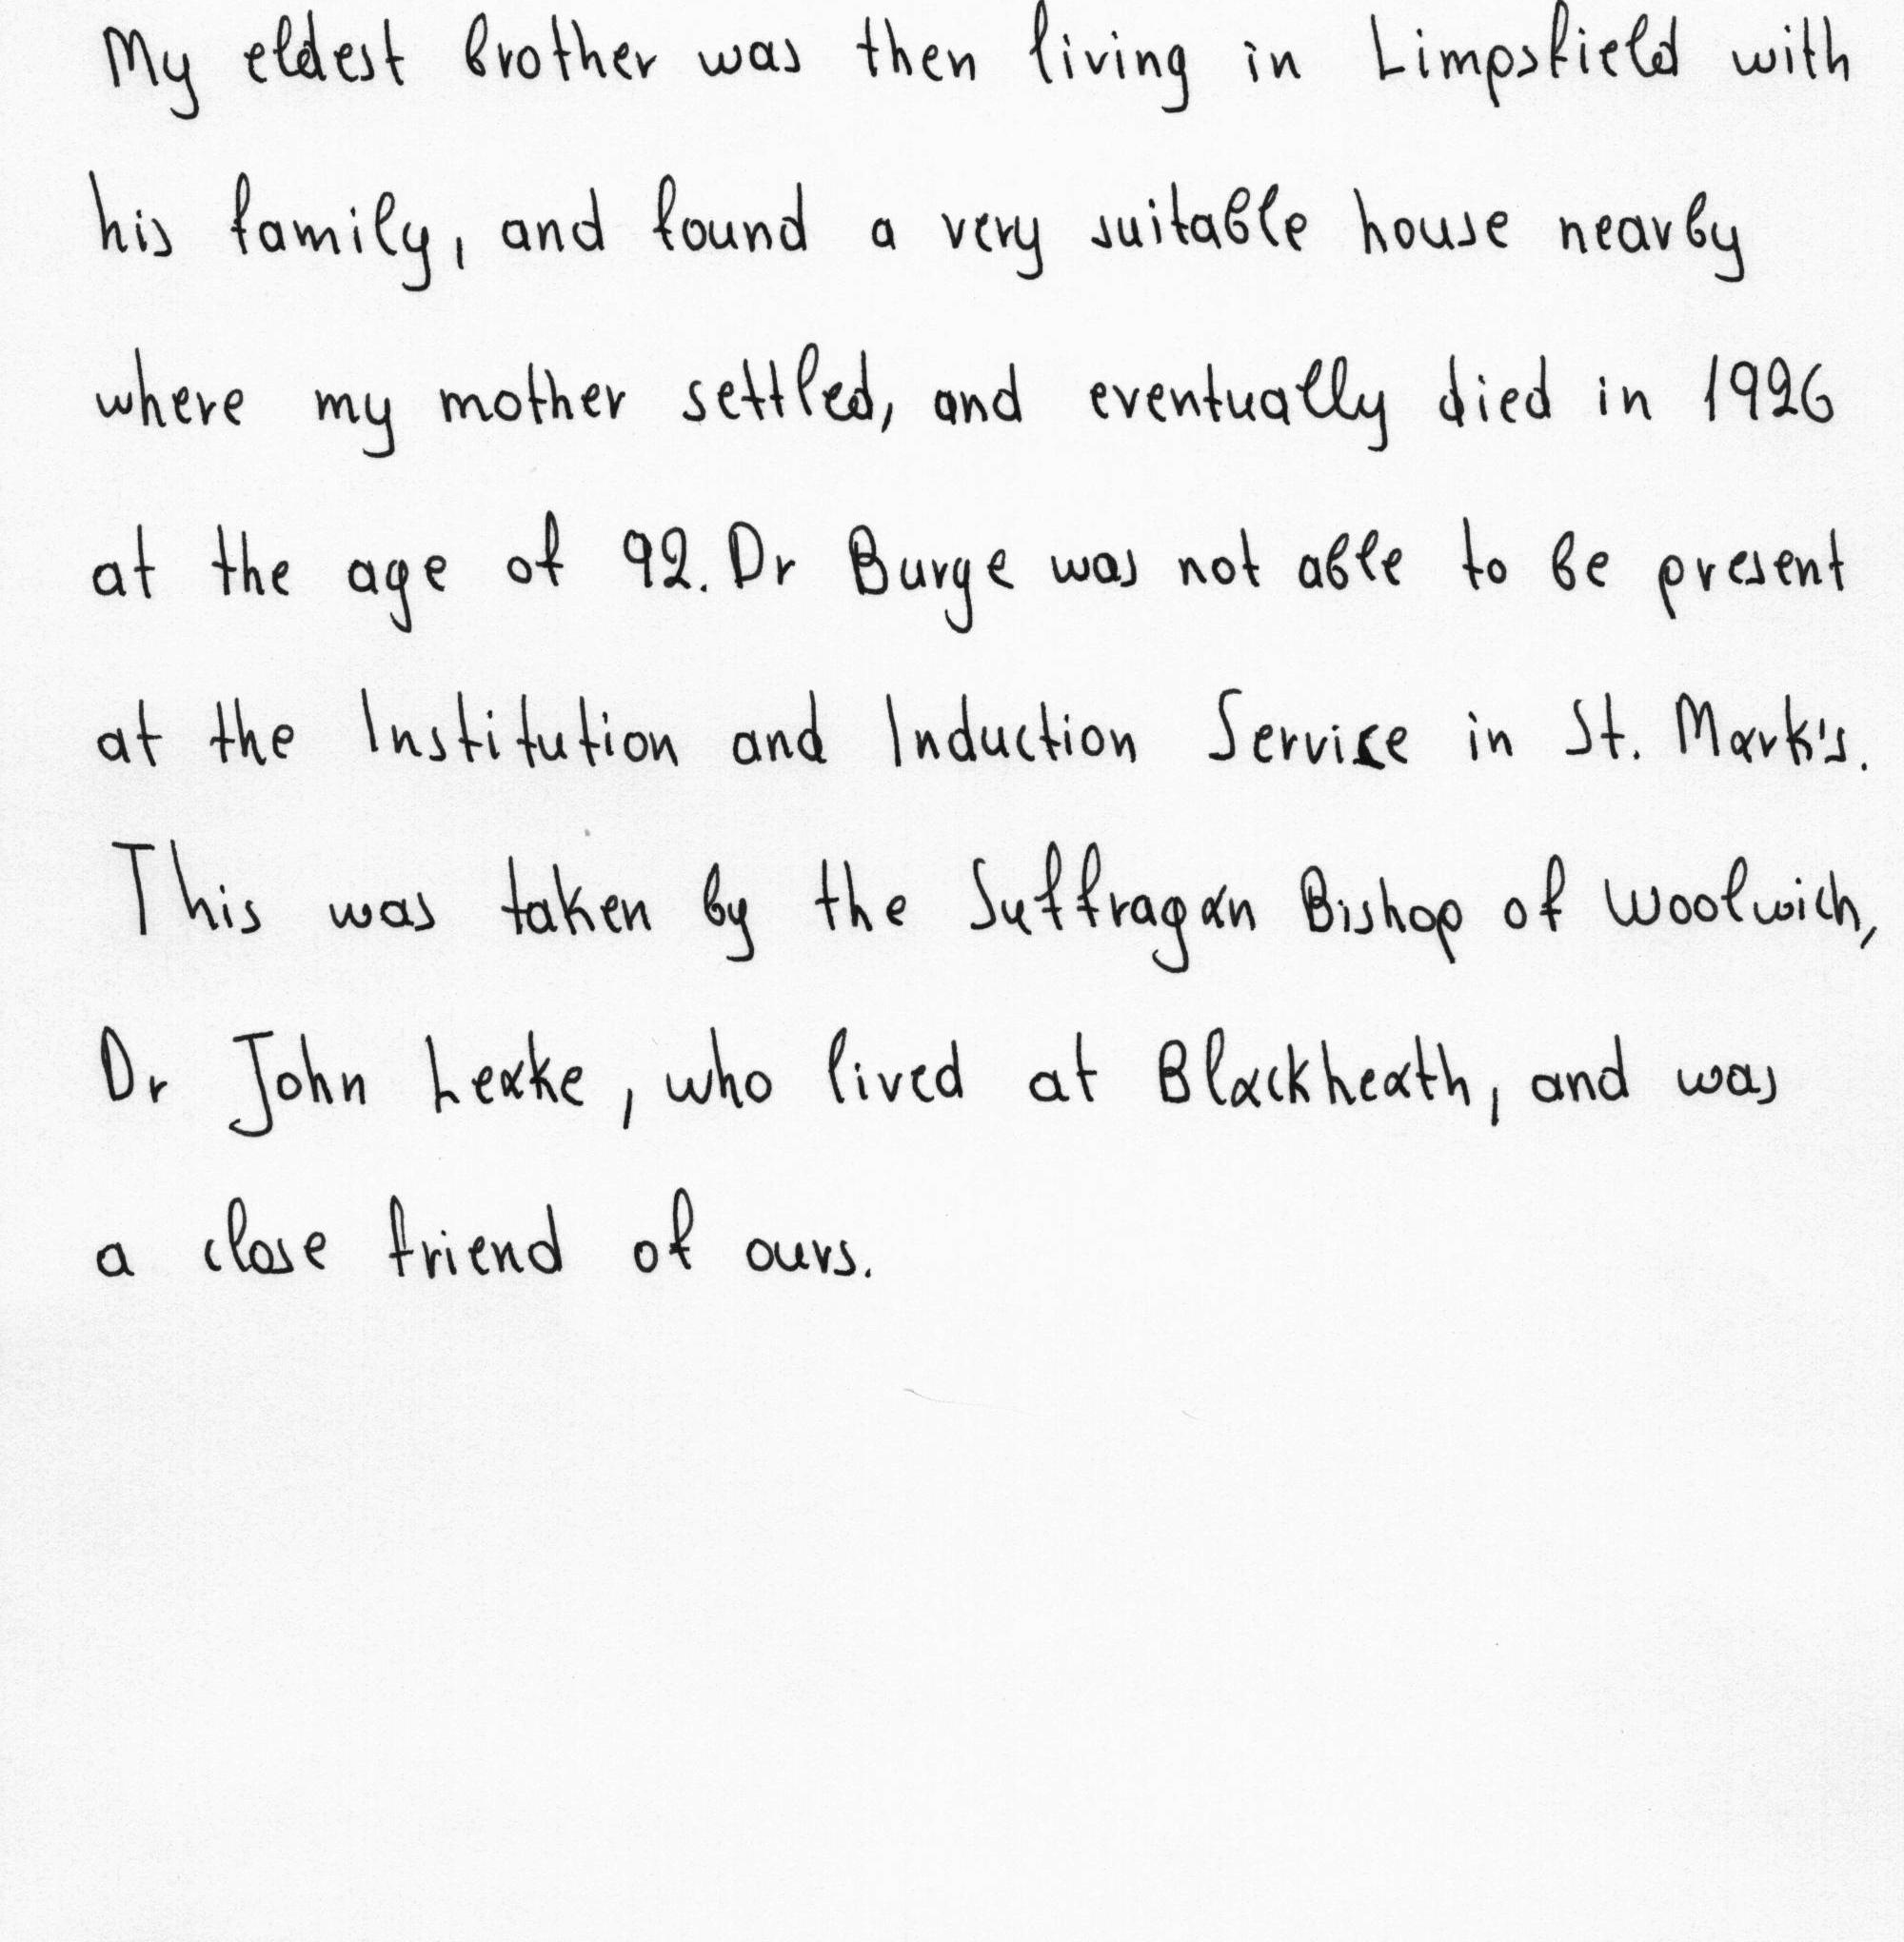 My eldest brother was then living in Limpsfield with
his family, and found a very suitable house nearby
where my mother settled, and eventually died in 1926
at the age of 92. Dr Burge was not able to be present
at the Institution and Induction Service in St. Mark's.
This was taken by the Suffragan Bishop of Woolwich,
Dr John Leake, who lived at Blackheath, and was
a close friend of ours.